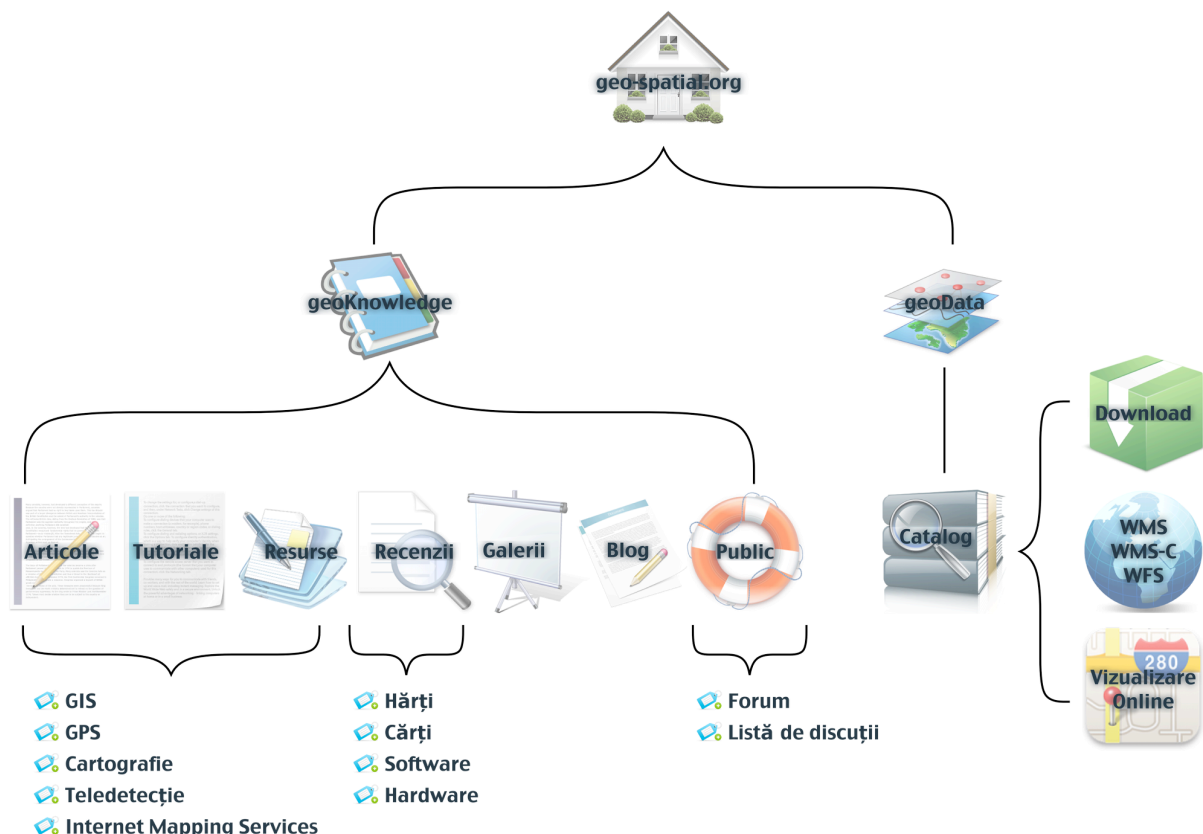 geo-spatial.org
geoKnowledge
geoData
Download
Articole
Tutoriale
Resurse
Recenzii
Galerii
Blog
Public
Catalog
WMS
WMS-C
WFS
280
Vizualizare
Online
GIS
GPS
Cartografie
Teledetecție
Internet Mapping Services
Hărți
Cărți
Software
Hardware
Forum
Listă de discuții